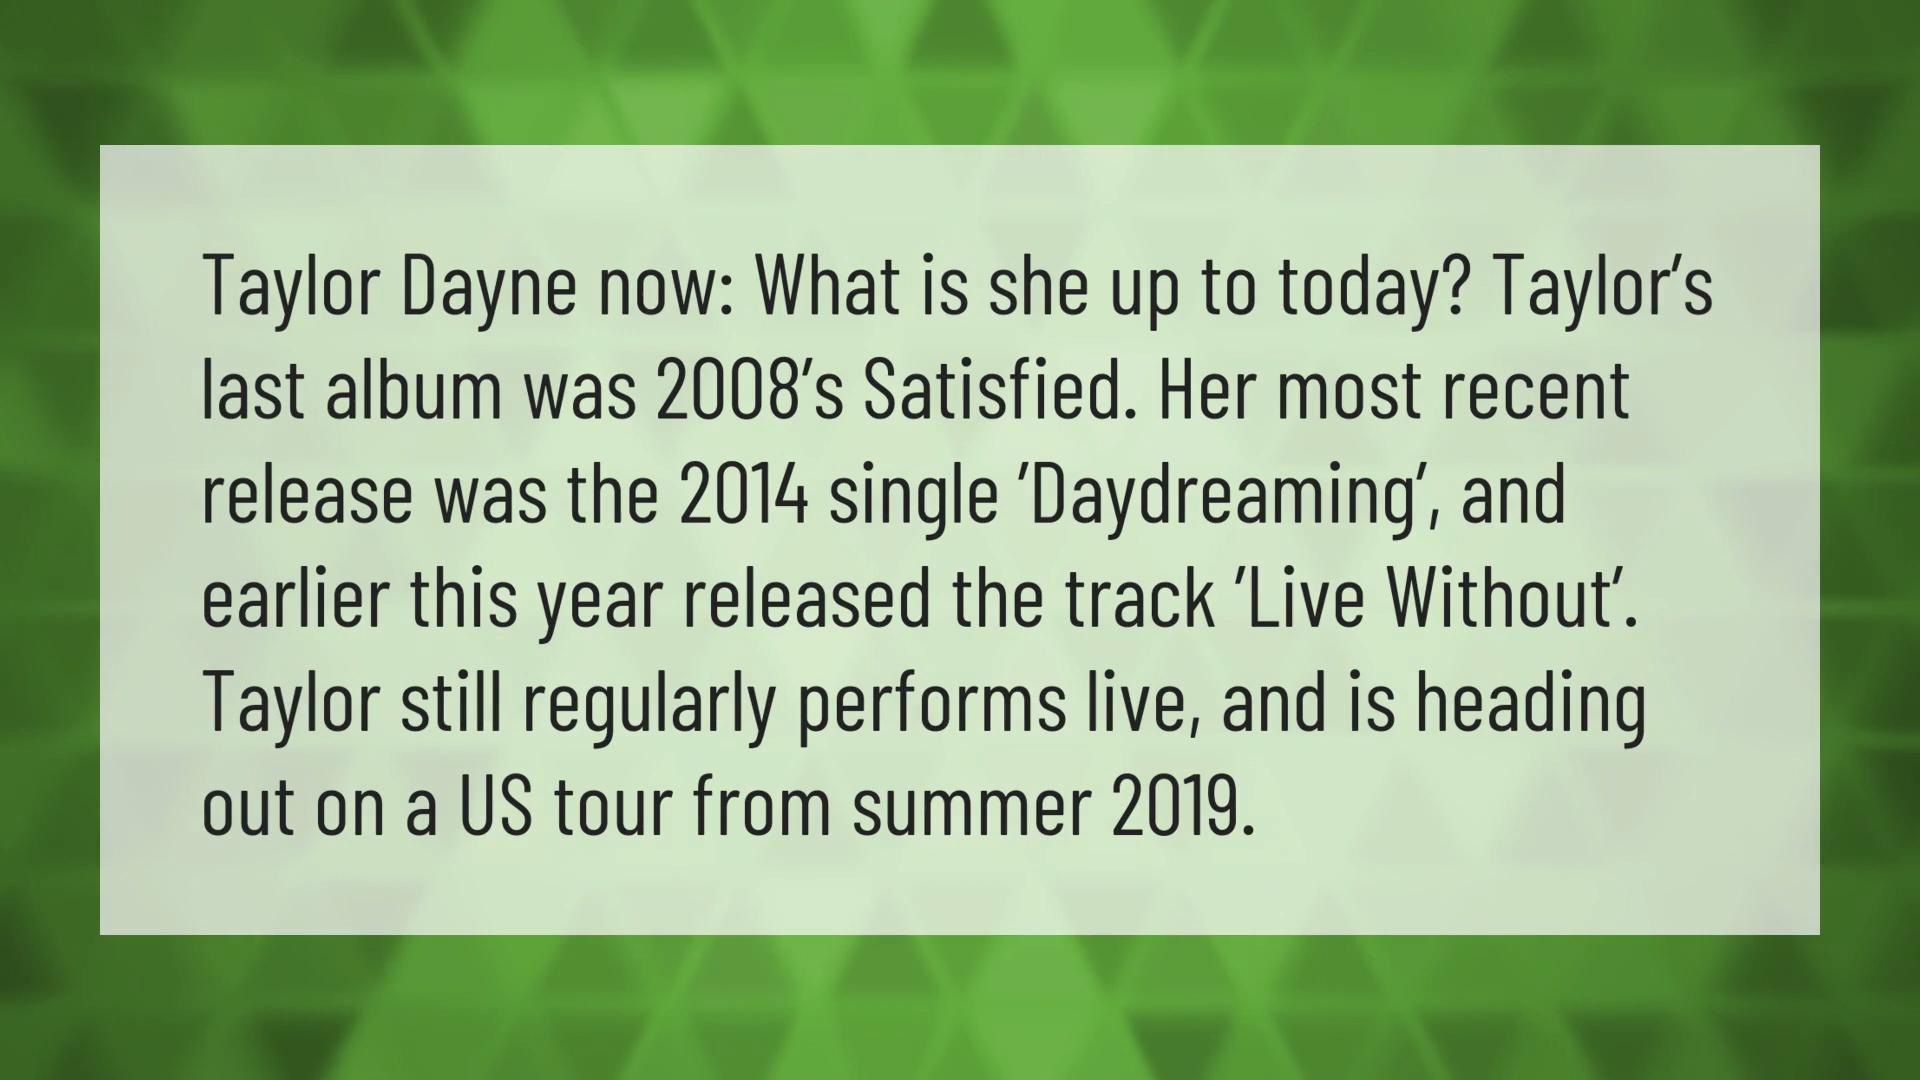 Taylor Dayne now: What is she up to today? Taylor's
last album was 2008's Satisfied. Her most recent
release was the 2014 single 'Daydreaming', and
earlier this year released the track 'Live Without'.
Taylor still regularly performs live, and is heading
out on a US tour from summer 2019.